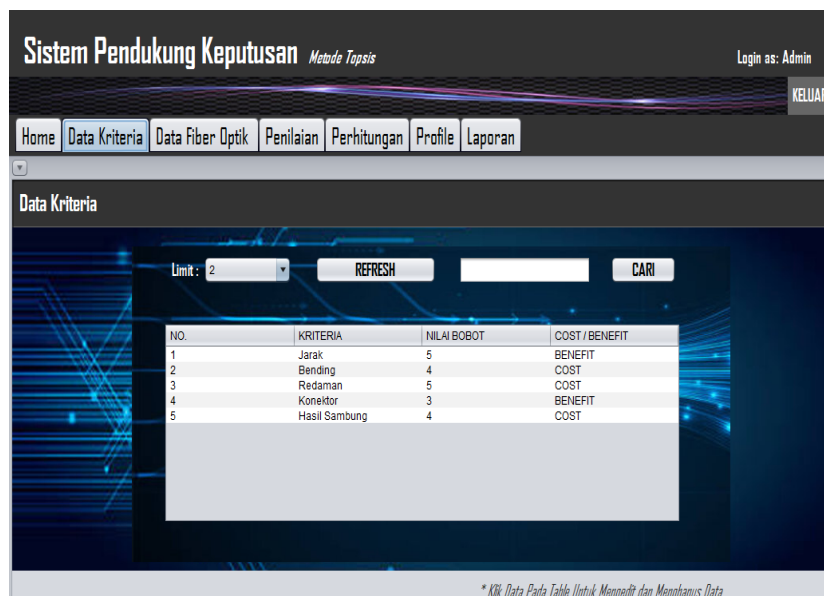 Sistem Pendukung Keputusan Metode Topsis
Login as: Admin
KELUAR
Home Data Kriteria Data Fiber Optik Penilaian Perhitungan Profile Laporan
Data Kriteria
Limit : 2 REFRESH CARI
NO. KRITERIA NILAI BOBOT COST / BENEFIT
1 Jarak 5 BENEFIT
2 Bending 4 COST
3 Redaman 5 COST
4 Konektor 3 BENEFIT
5 Hasil Sambung 4 COST
* Klik Data Pada Table Untuk Mengedit dan Menghapus Data